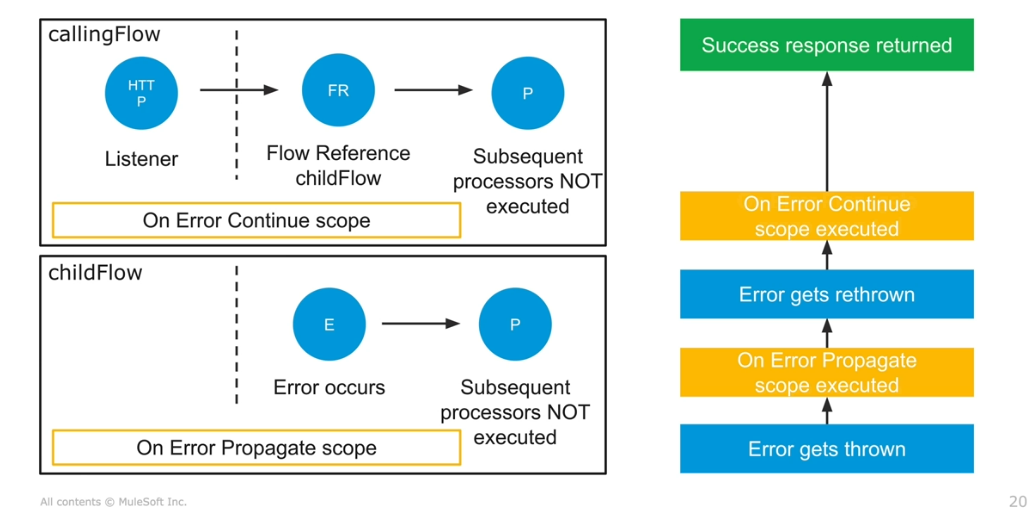 callingFlow
HTT
P
FR
P
Listener
Flow Reference
childFlow
Subsequent
processors NOT
executed
On Error Continue scope
childFlow
E
P
Error occurs
Subsequent
processors NOT
executed
On Error Propagate scope
Success response returned
On Error Continue
scope executed
Error gets rethrown
On Error Propagate
scope executed
Error gets thrown
All contents © MuleSoft Inc.
20